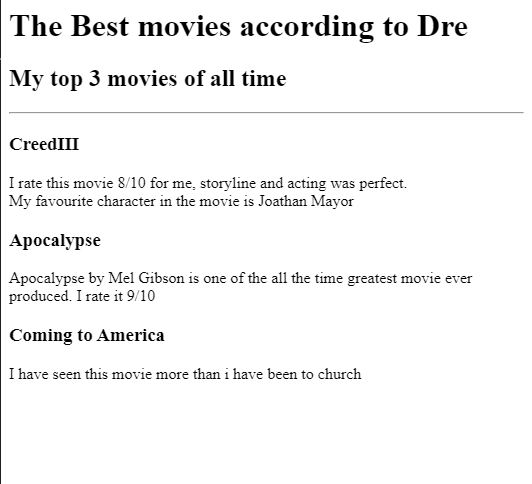 The Best movies according to Dre
My top 3 movies of all time
CreedIII
I rate this movie 8/10 for me, storyline and acting was perfect.
My favourite character in the movie is Joathan Mayor
Apocalypse
Apocalypse by Mel Gibson is one of the all the time greatest movie ever
produced. I rate it 9/10
Coming to America
I have seen this movie more than i have been to church